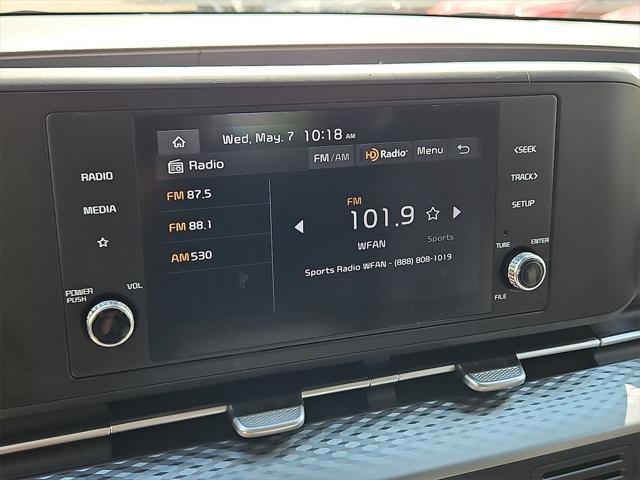 Wed, May. 7 10:18 AM
Radio
FM/AM HD Radio Menu
FM 87.5
FM 88.1
AM 530
FM
101.9
WFAN Sports
Sports Radio WFAN - (888) 808-1019
RADIO
MEDIA
POWER
PUSH
VOL
<SEEK
TRACK>
SETUP
TUNE
ENTER
FILE